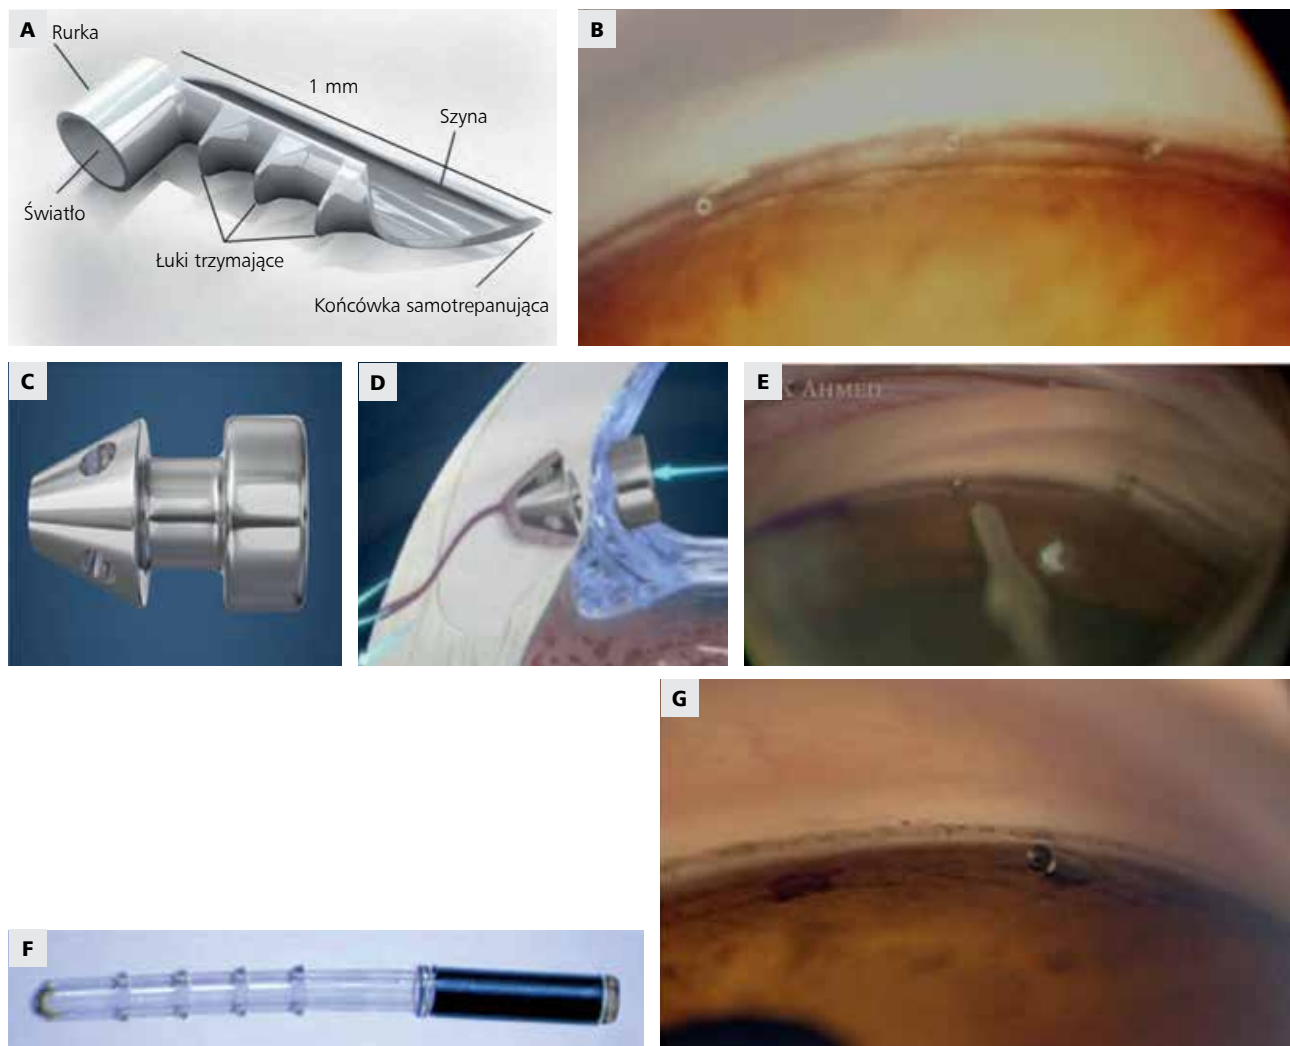 A
Rurka
1 mm
Szyna
Światło
Łuki trzymające
Końcówka samotrepanująca
B
C
D
E
K AHMED
F
G